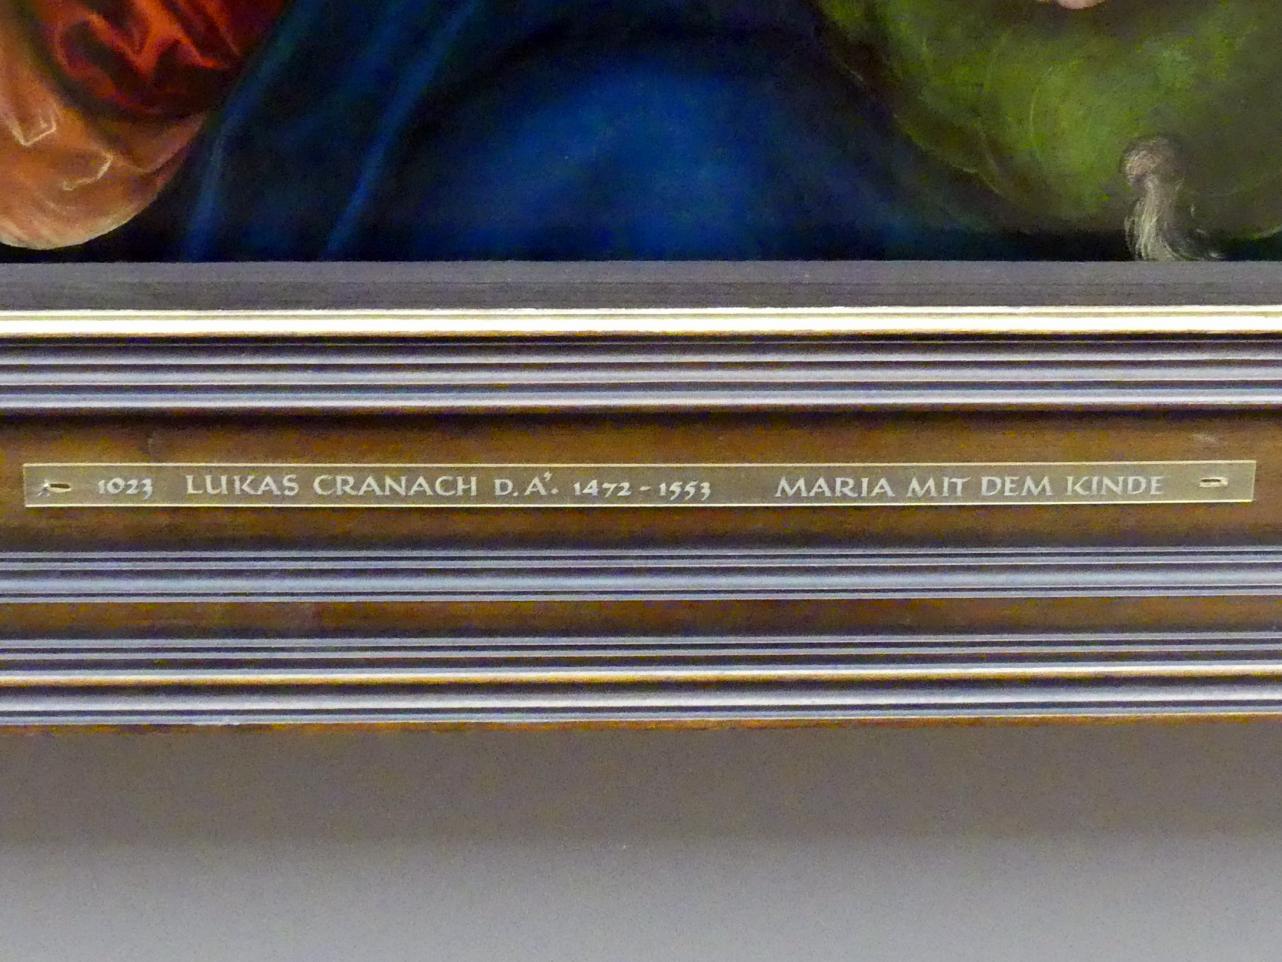 1023 LUKAS CRANACH D. Ä. 1472 - 1553 MARIA MIT DEM KINDE